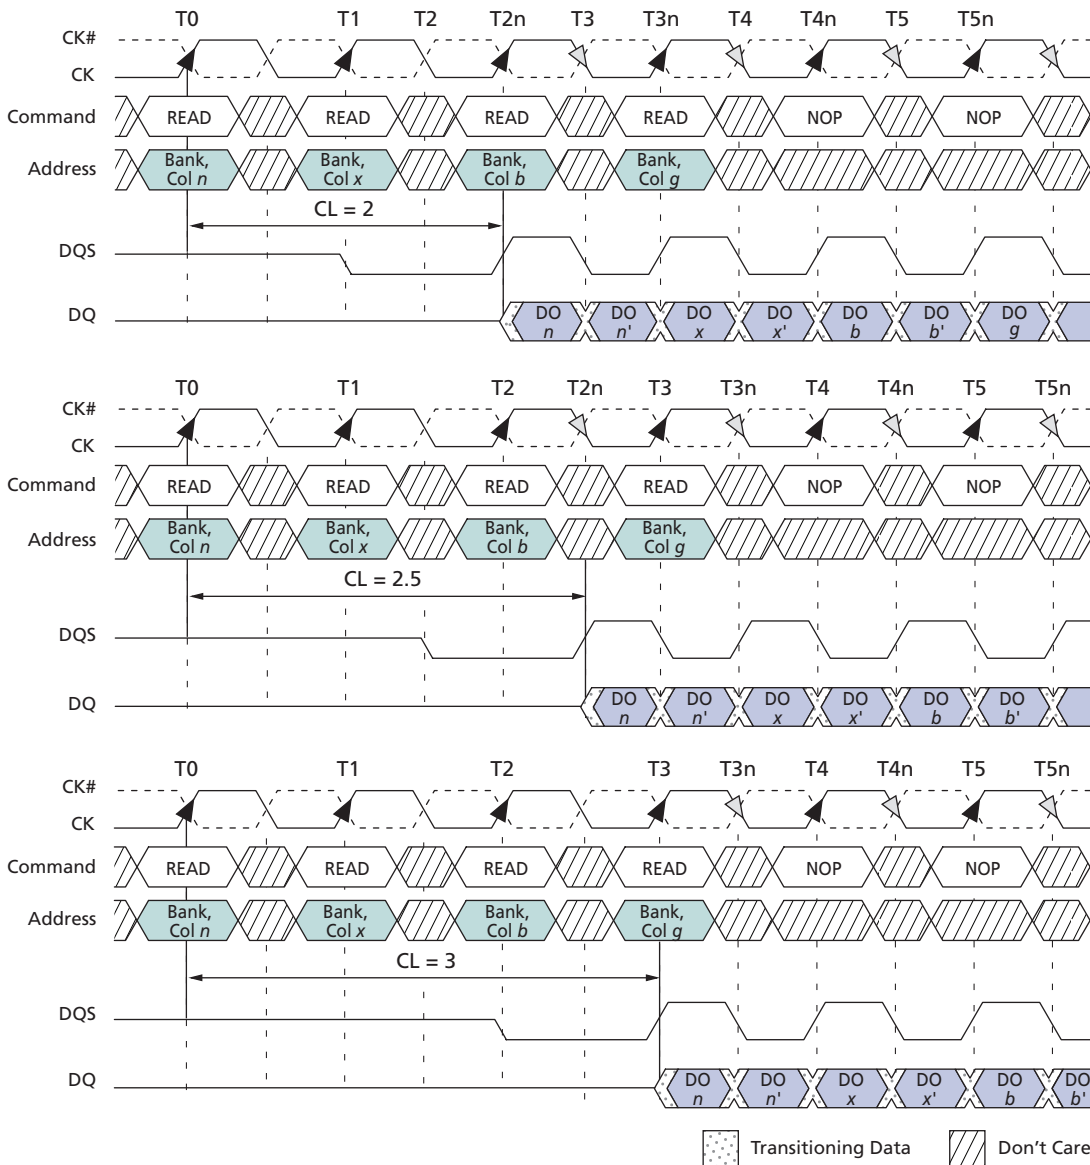 T0 T1 T2 T2n T3 T3n T4 T4n T5 T5n
CK#
CK
Command READ READ READ READ NOP NOP
Address Bank, Col n Bank, Col x Bank, Col b Bank, Col g
CL = 2
DQS
DQ DO n DO n' DO x DO x' DO b DO b' DO g
T0 T1 T2 T2n T3 T3n T4 T4n T5 T5n
CK#
CK
Command READ READ READ READ NOP NOP
Address Bank, Col n Bank, Col x Bank, Col b Bank, Col g
CL = 2.5
DQS
DQ DO n DO n' DO x DO x' DO b DO b'
T0 T1 T2 T3 T3n T4 T4n T5 T5n
CK#
CK
Command READ READ READ READ NOP NOP
Address Bank, Col n Bank, Col x Bank, Col b Bank, Col g
CL = 3
DQS
DQ DO n DO n' DO x DO x' DO b DO b'
Transitioning Data Don't Care